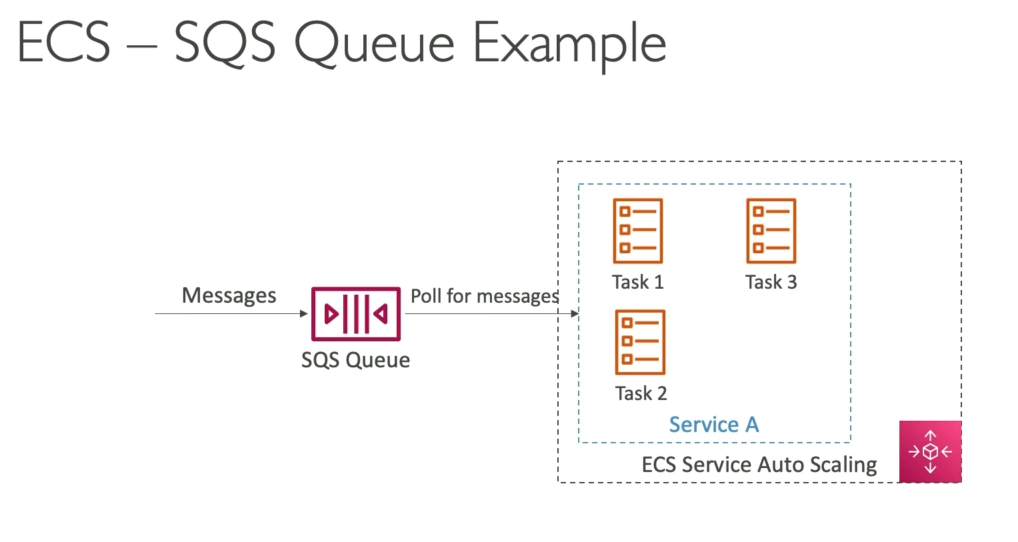 ECS – SQS Queue Example
Messages
SQS Queue
Poll for messages
Task 1
Task 3
Task 2
Service A
ECS Service Auto Scaling